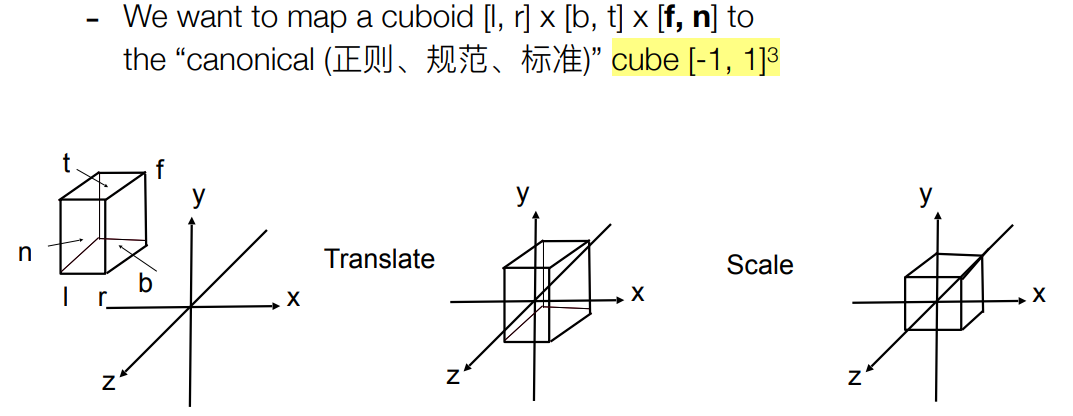 - We want to map a cuboid [l, r] x [b, t] x [f, n] to
the “canonical (正则、规范、标准)” cube [-1, 1]³
t
f
y
n
l
r
b
x
z
Translate
y
x
z
Scale
y
x
z